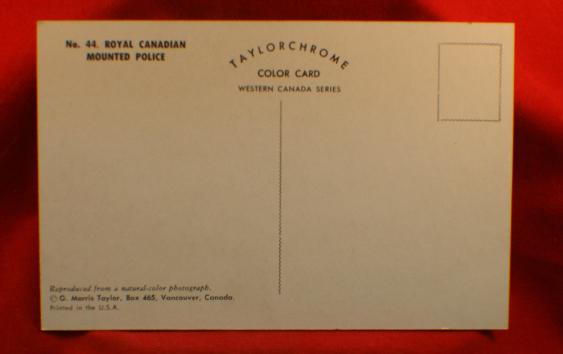 No. 44. ROYAL CANADIAN
MOUNTED POLICE
TAYLORCHROME
COLOR CARD
WESTERN CANADA SERIES
Reproduced from a natural-color photograph.
© G. Morris Taylor, Box 465, Vancouver, Canada.
Printed in the U.S.A.